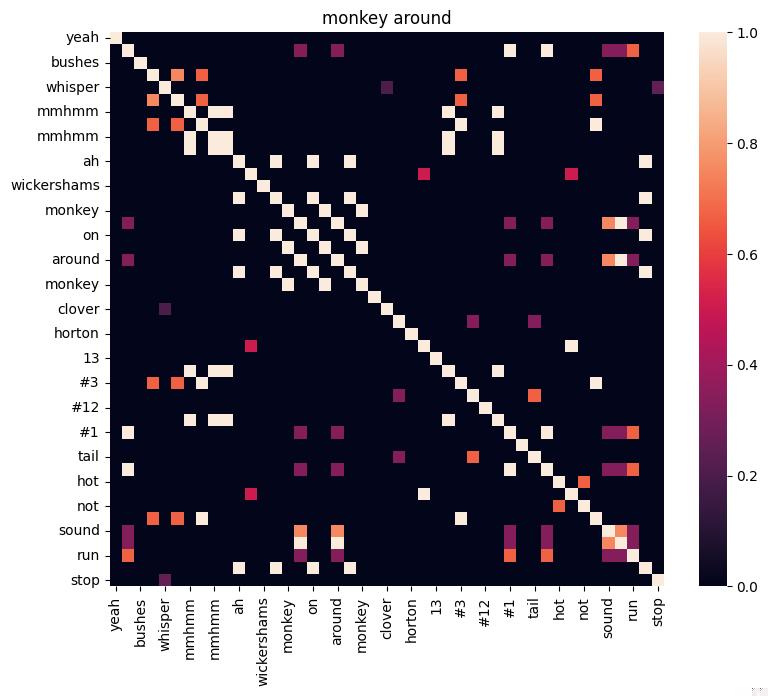 monkey around
yeah
bushes
whisper
mmhmm
mmhmm
ah
wickershams
monkey
on
around
monkey
clover
horton
13
#3
#12
#1
tail
hot
not
sound
run
stop
1.0
0.8
0.6
0.4
0.2
0.0
yeah
bushes
whisper
mmhmm
mmhmm
ah
wickershams
monkey
on
around
monkey
clover
horton
13
#3
#12
#1
tail
hot
not
sound
run
stop